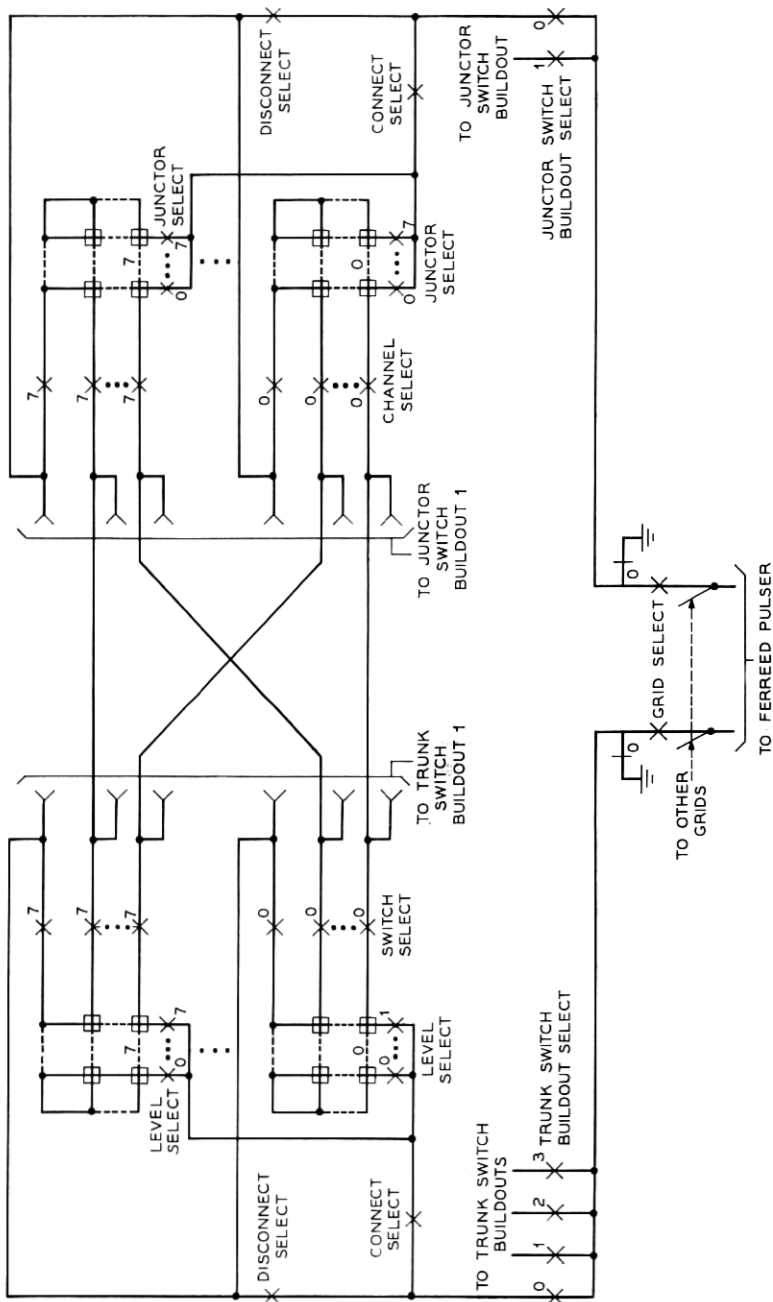 DISCONNECT
SELECT
CONNECT
SELECT
TO JUNCTOR
SWITCH
BUILDOUT
0
1
JUNCTOR SWITCH
BUILDOUT SELECT
JUNCTOR
SELECT
7
0
7
7
7
7
JUNCTOR
SELECT
7
0
0
0
0
0
CHANNEL
SELECT
TO JUNCTOR
SWITCH
BUILDOUT 1
TO TRUNK
SWITCH
BUILDOUT 1
0
GRID SELECT
0
TO OTHER
GRIDS
TO FERREED PULSER
7
7
7
0
0
0
SWITCH
SELECT
7
7
0
LEVEL
SELECT
1
0
0
LEVEL
SELECT
DISCONNECT
SELECT
CONNECT
SELECT
TO TRUNK SWITCH
BUILDOUTS
0
1
2
3
TRUNK SWITCH
BUILDOUT SELECT